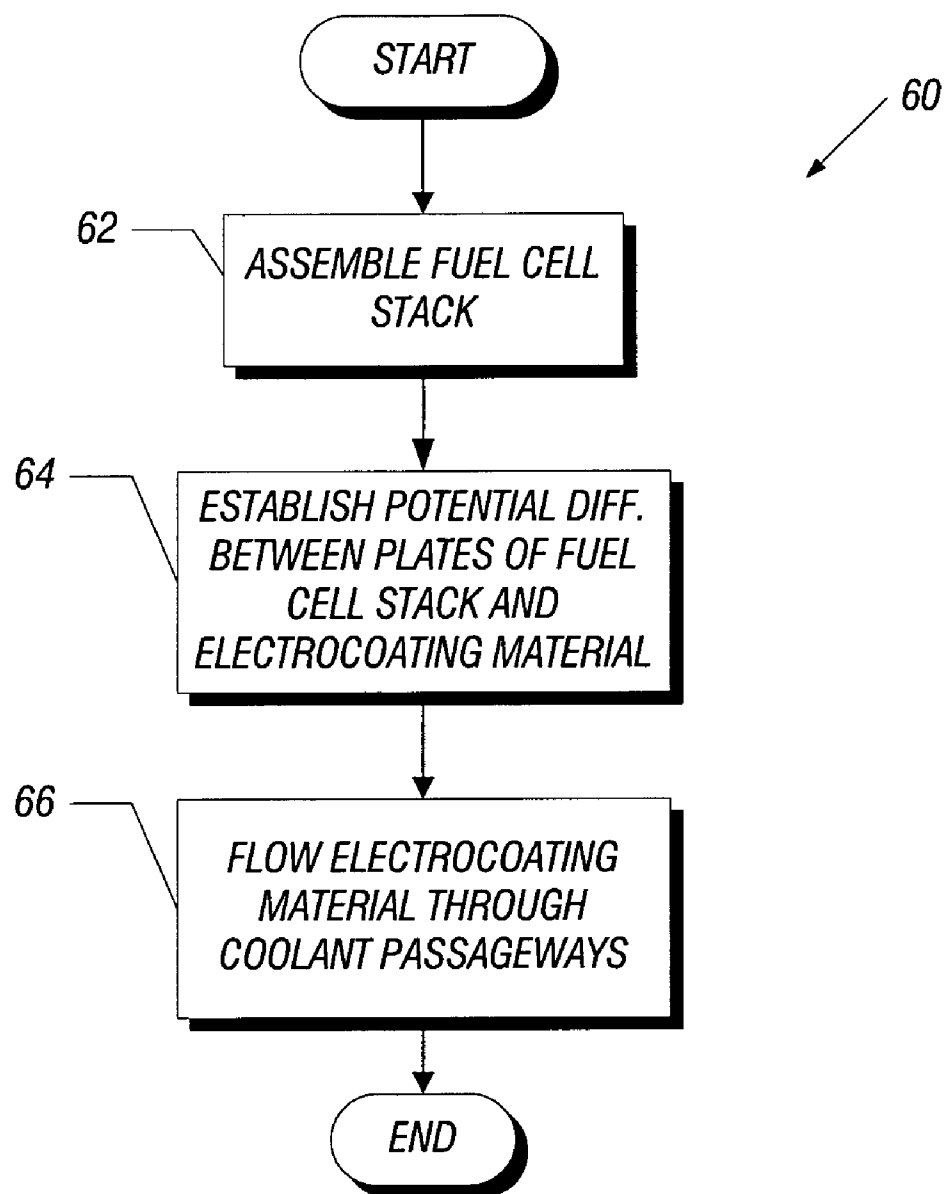 START
60
62
ASSEMBLE FUEL CELL
STACK
64
ESTABLISH POTENTIAL DIFF.
BETWEEN PLATES OF FUEL
CELL STACK AND
ELECTROCOATING MATERIAL
66
FLOW ELECTROCOATING
MATERIAL THROUGH
COOLANT PASSAGEWAYS
END